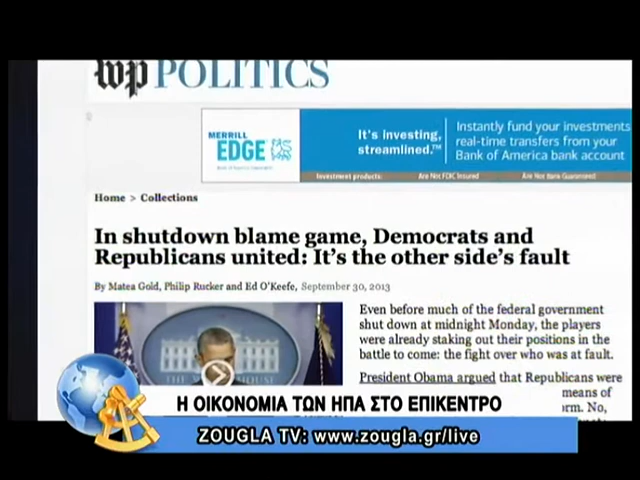 wp POLITICS
MERRILL
EDGE
It's investing,
streamlined.™
Instantly fund your investments
real-time transfers from your
Bank of America bank account
Investment products: Are Not FDIC Insured Are Not Bank Guaranteed
Home > Collections
In shutdown blame game, Democrats and
Republicans united: It's the other side's fault
By Matea Gold, Philip Rucker and Ed O'Keefe, September 30, 2013
Even before much of the federal government
shut down at midnight Monday, the players
were already staking out their positions in the
battle to come: the fight over who was at fault.
President Obama argued that Republicans were
means of
No,
THE WHITE HOUSE
Η ΟΙΚΟΝΟΜΙΑ ΤΩΝ ΗΠΑ ΣΤΟ ΕΠΙΚΕΝΤΡΟ
ZOUGLA TV: www.zougla.gr/live